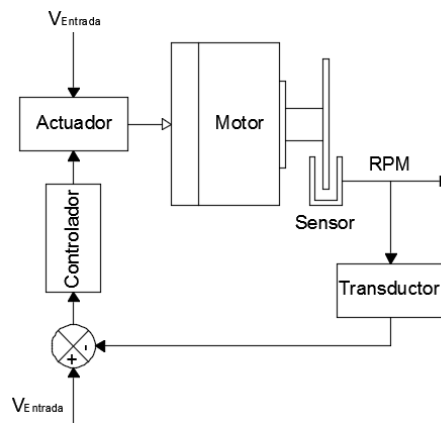 VEntrada
Actuador
Motor
RPM
Sensor
Controlador
Transductor
-
+
VEntrada